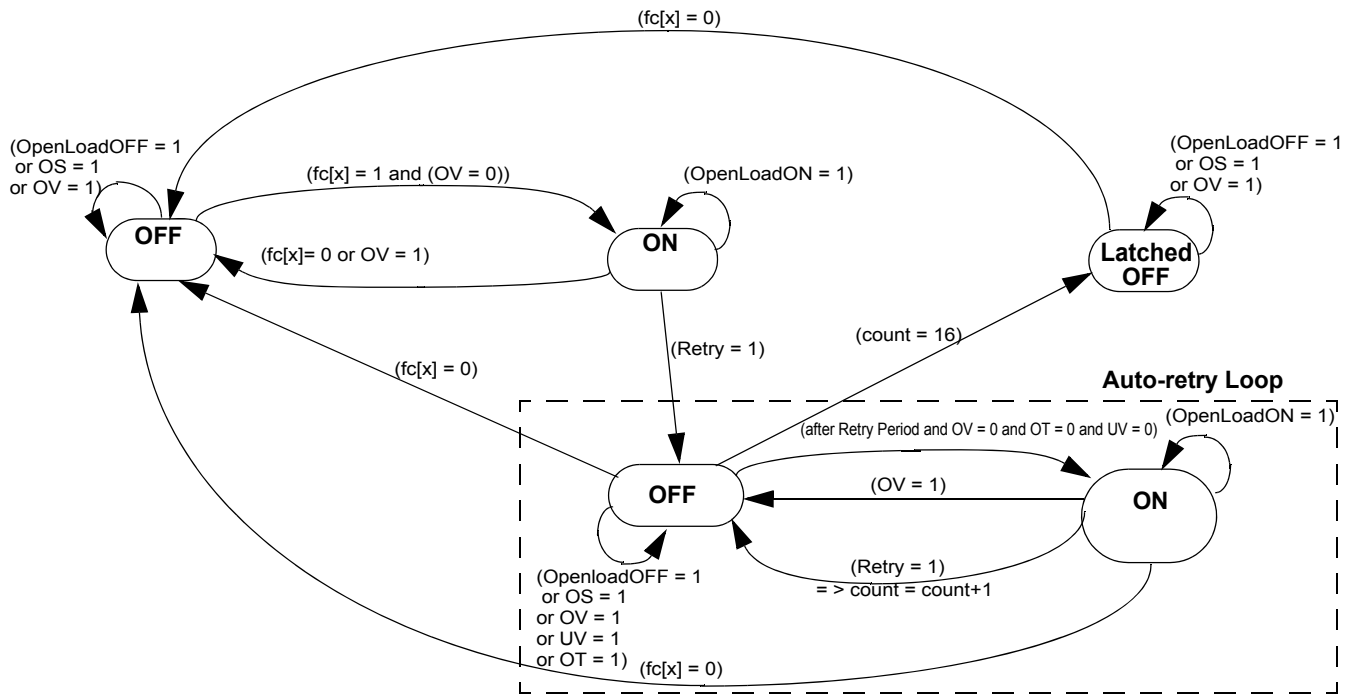 (fc[x] = 0)
(OpenLoadOFF = 1
or OS = 1
or OV = 1)
(fc[x] = 1 and (OV = 0))
(OpenLoadON = 1)
(OpenLoadOFF = 1
or OS = 1
or OV = 1)
OFF
(fc[x]= 0 or OV = 1)
ON
Latched
OFF
(Retry = 1)
(count = 16)
(fc[x] = 0)
Auto-retry Loop
(after Retry Period and OV = 0 and OT = 0 and UV = 0)
(OpenLoadON = 1)
OFF
(OV = 1)
ON
(Retry = 1)
= > count = count+1
(OpenloadOFF = 1
or OS = 1
or OV = 1
or UV = 1
or OT = 1)
(fc[x] = 0)